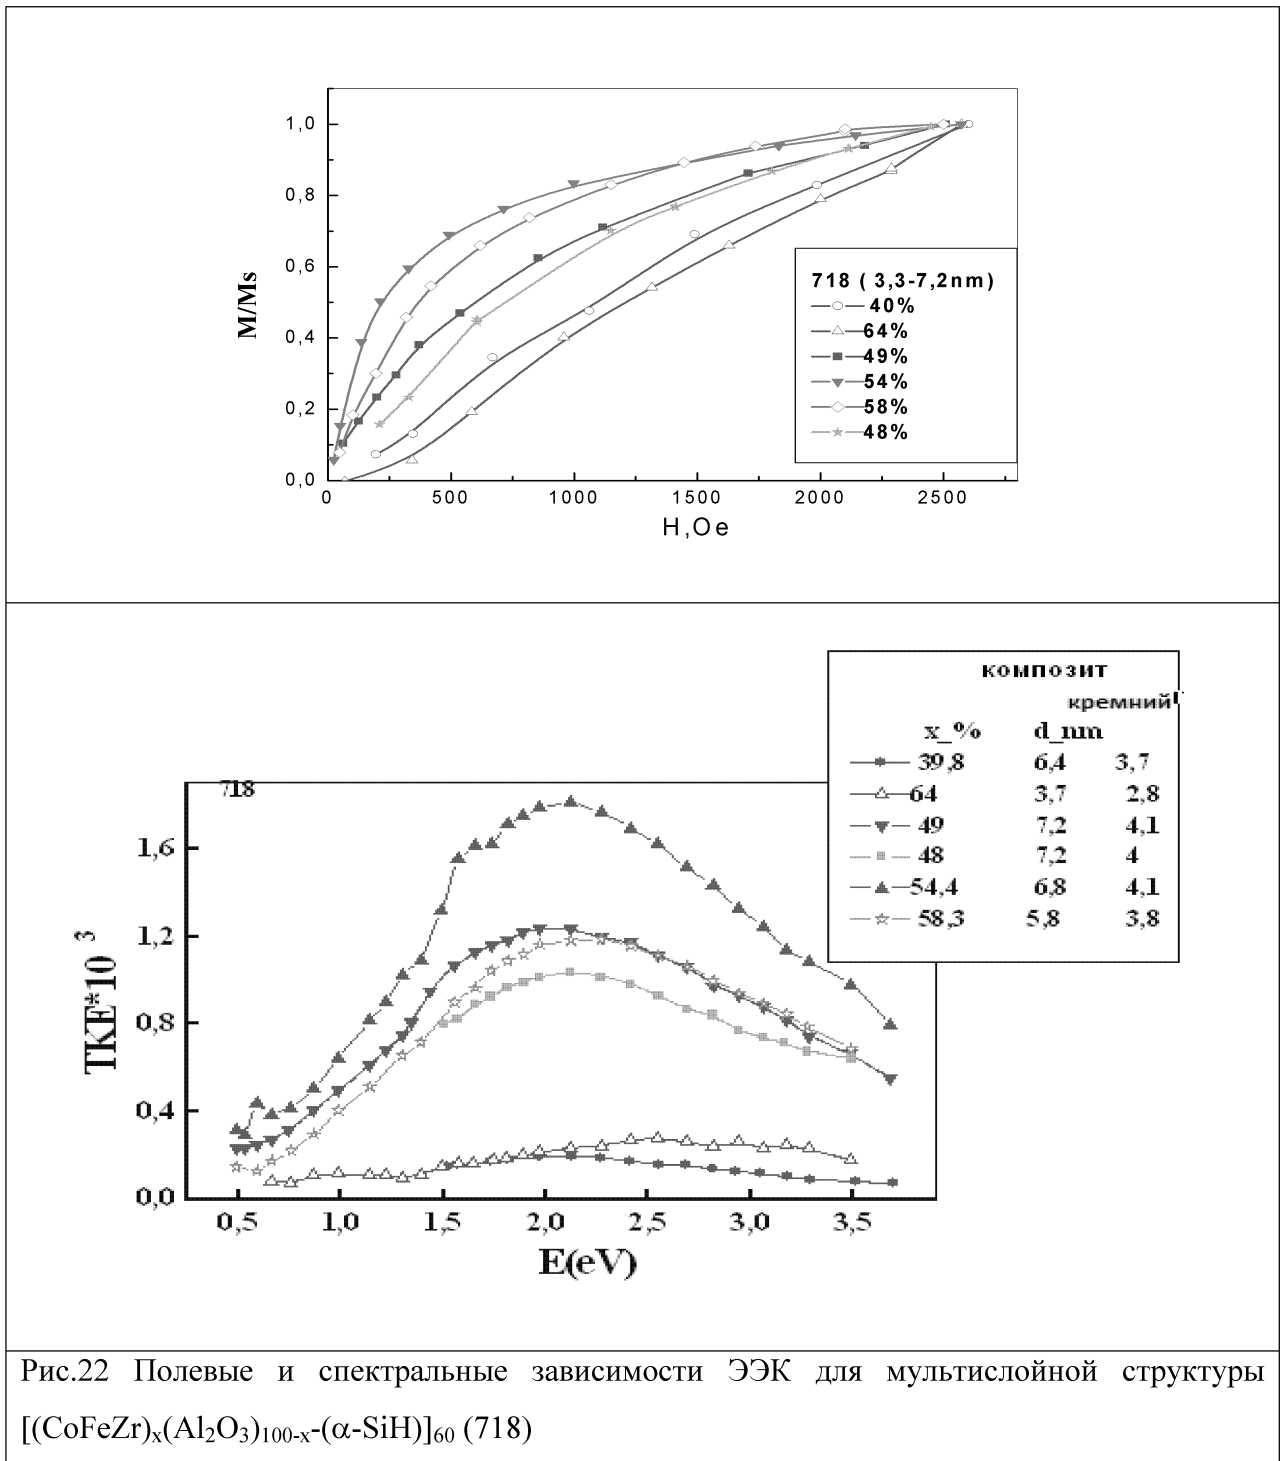 1,0
0,8
0,6
0,4
0,2
0,0
M/Ms
718 ( 3,3-7,2nm)
40%
64%
49%
54%
58%
48%
0 500 1000 1500 2000 2500
H,Oe
композит
кремний
x_% d_nm
39,8 6,4 3,7
64 3,7 2,8
49 7,2 4,1
48 7,2 4
54,4 6,8 4,1
58,3 5,8 3,8
718
1,6
1,2
0,8
0,4
0,0
TKE*10 3
0,5 1,0 1,5 2,0 2,5 3,0 3,5
E(eV)
Рис.22 Полевые и спектральные зависимости ЭЭК для мультислойной структуры
[(CoFeZr)x(Al2O3)100-x-(α-SiH)]60 (718)